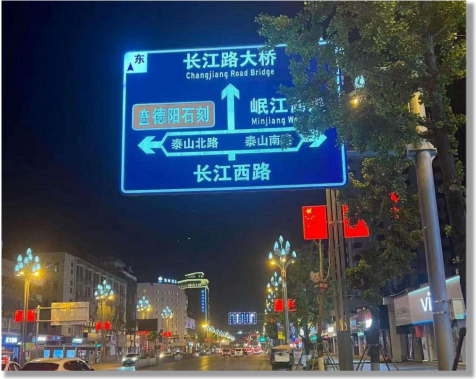 东
长江路大桥
Changjiang Road Bridge
德阳石刻
岷江
Minjiang
泰山北路 泰山南
长江西路